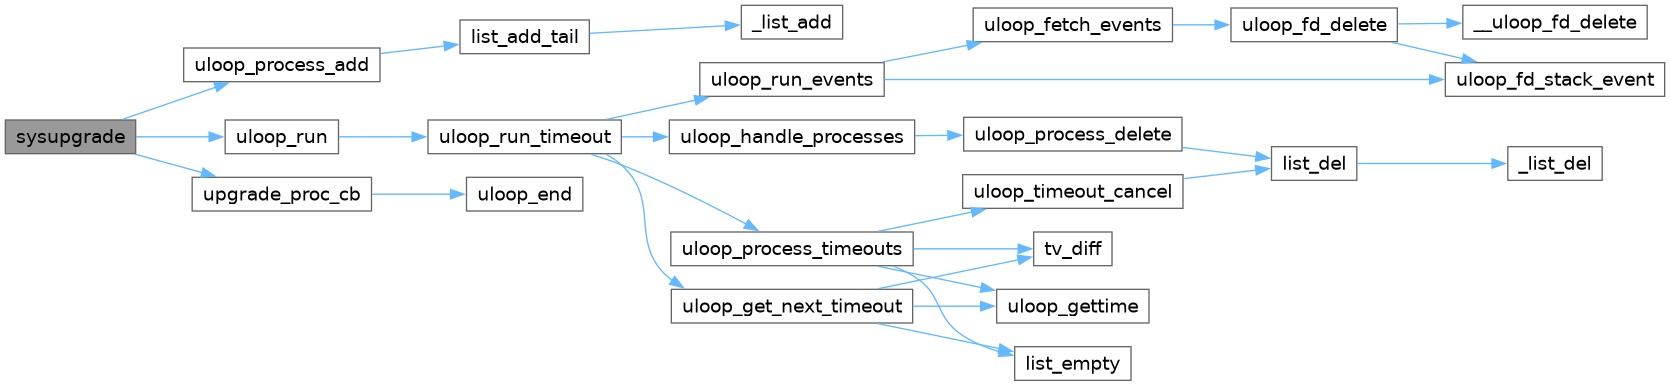 sysupgrade
uloop_process_add
list_add_tail
_list_add
uloop_run
uloop_run_timeout
uloop_run_events
uloop_fetch_events
uloop_fd_delete
__uloop_fd_delete
uloop_fd_stack_event
uloop_handle_processes
uloop_process_delete
list_del
_list_del
uloop_process_timeouts
uloop_timeout_cancel
tv_diff
uloop_gettime
list_empty
uloop_get_next_timeout
upgrade_proc_cb
uloop_end